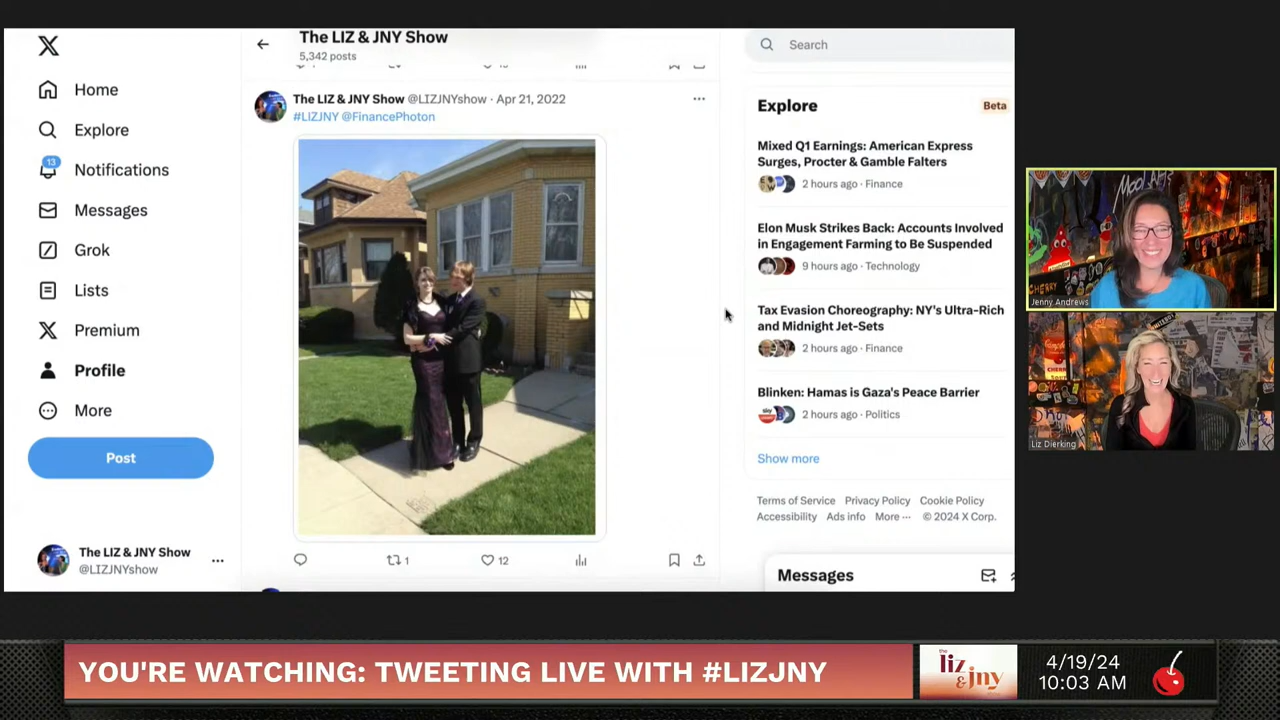 The LIZ & JNY Show
5,342 posts
Search
Home
Explore
13
Notifications
Messages
Grok
Lists
Premium
Profile
More
Post
The LIZ & JNY Show
@LIZJNYshow
The LIZ & JNY Show @LIZJNYshow · Apr 21, 2022
#LIZJNY @FinancePhoton
1
12
Explore
Beta
Mixed Q1 Earnings: American Express
Surges, Procter & Gamble Falters
2 hours ago · Finance
Elon Musk Strikes Back: Accounts Involved
in Engagement Farming to Be Suspended
9 hours ago · Technology
Tax Evasion Choreography: NY's Ultra-Rich
and Midnight Jet-Sets
2 hours ago · Finance
Blinken: Hamas is Gaza's Peace Barrier
sky
2 hours ago · Politics
Show more
Terms of Service Privacy Policy Cookie Policy
Accessibility Ads info More ··· © 2024 X Corp.
Messages
CHERRY
Jenny Andrews
Liz Dierking
YOU'RE WATCHING: TWEETING LIVE WITH #LIZJNY
the
liz
& jny
4/19/24
10:03 AM